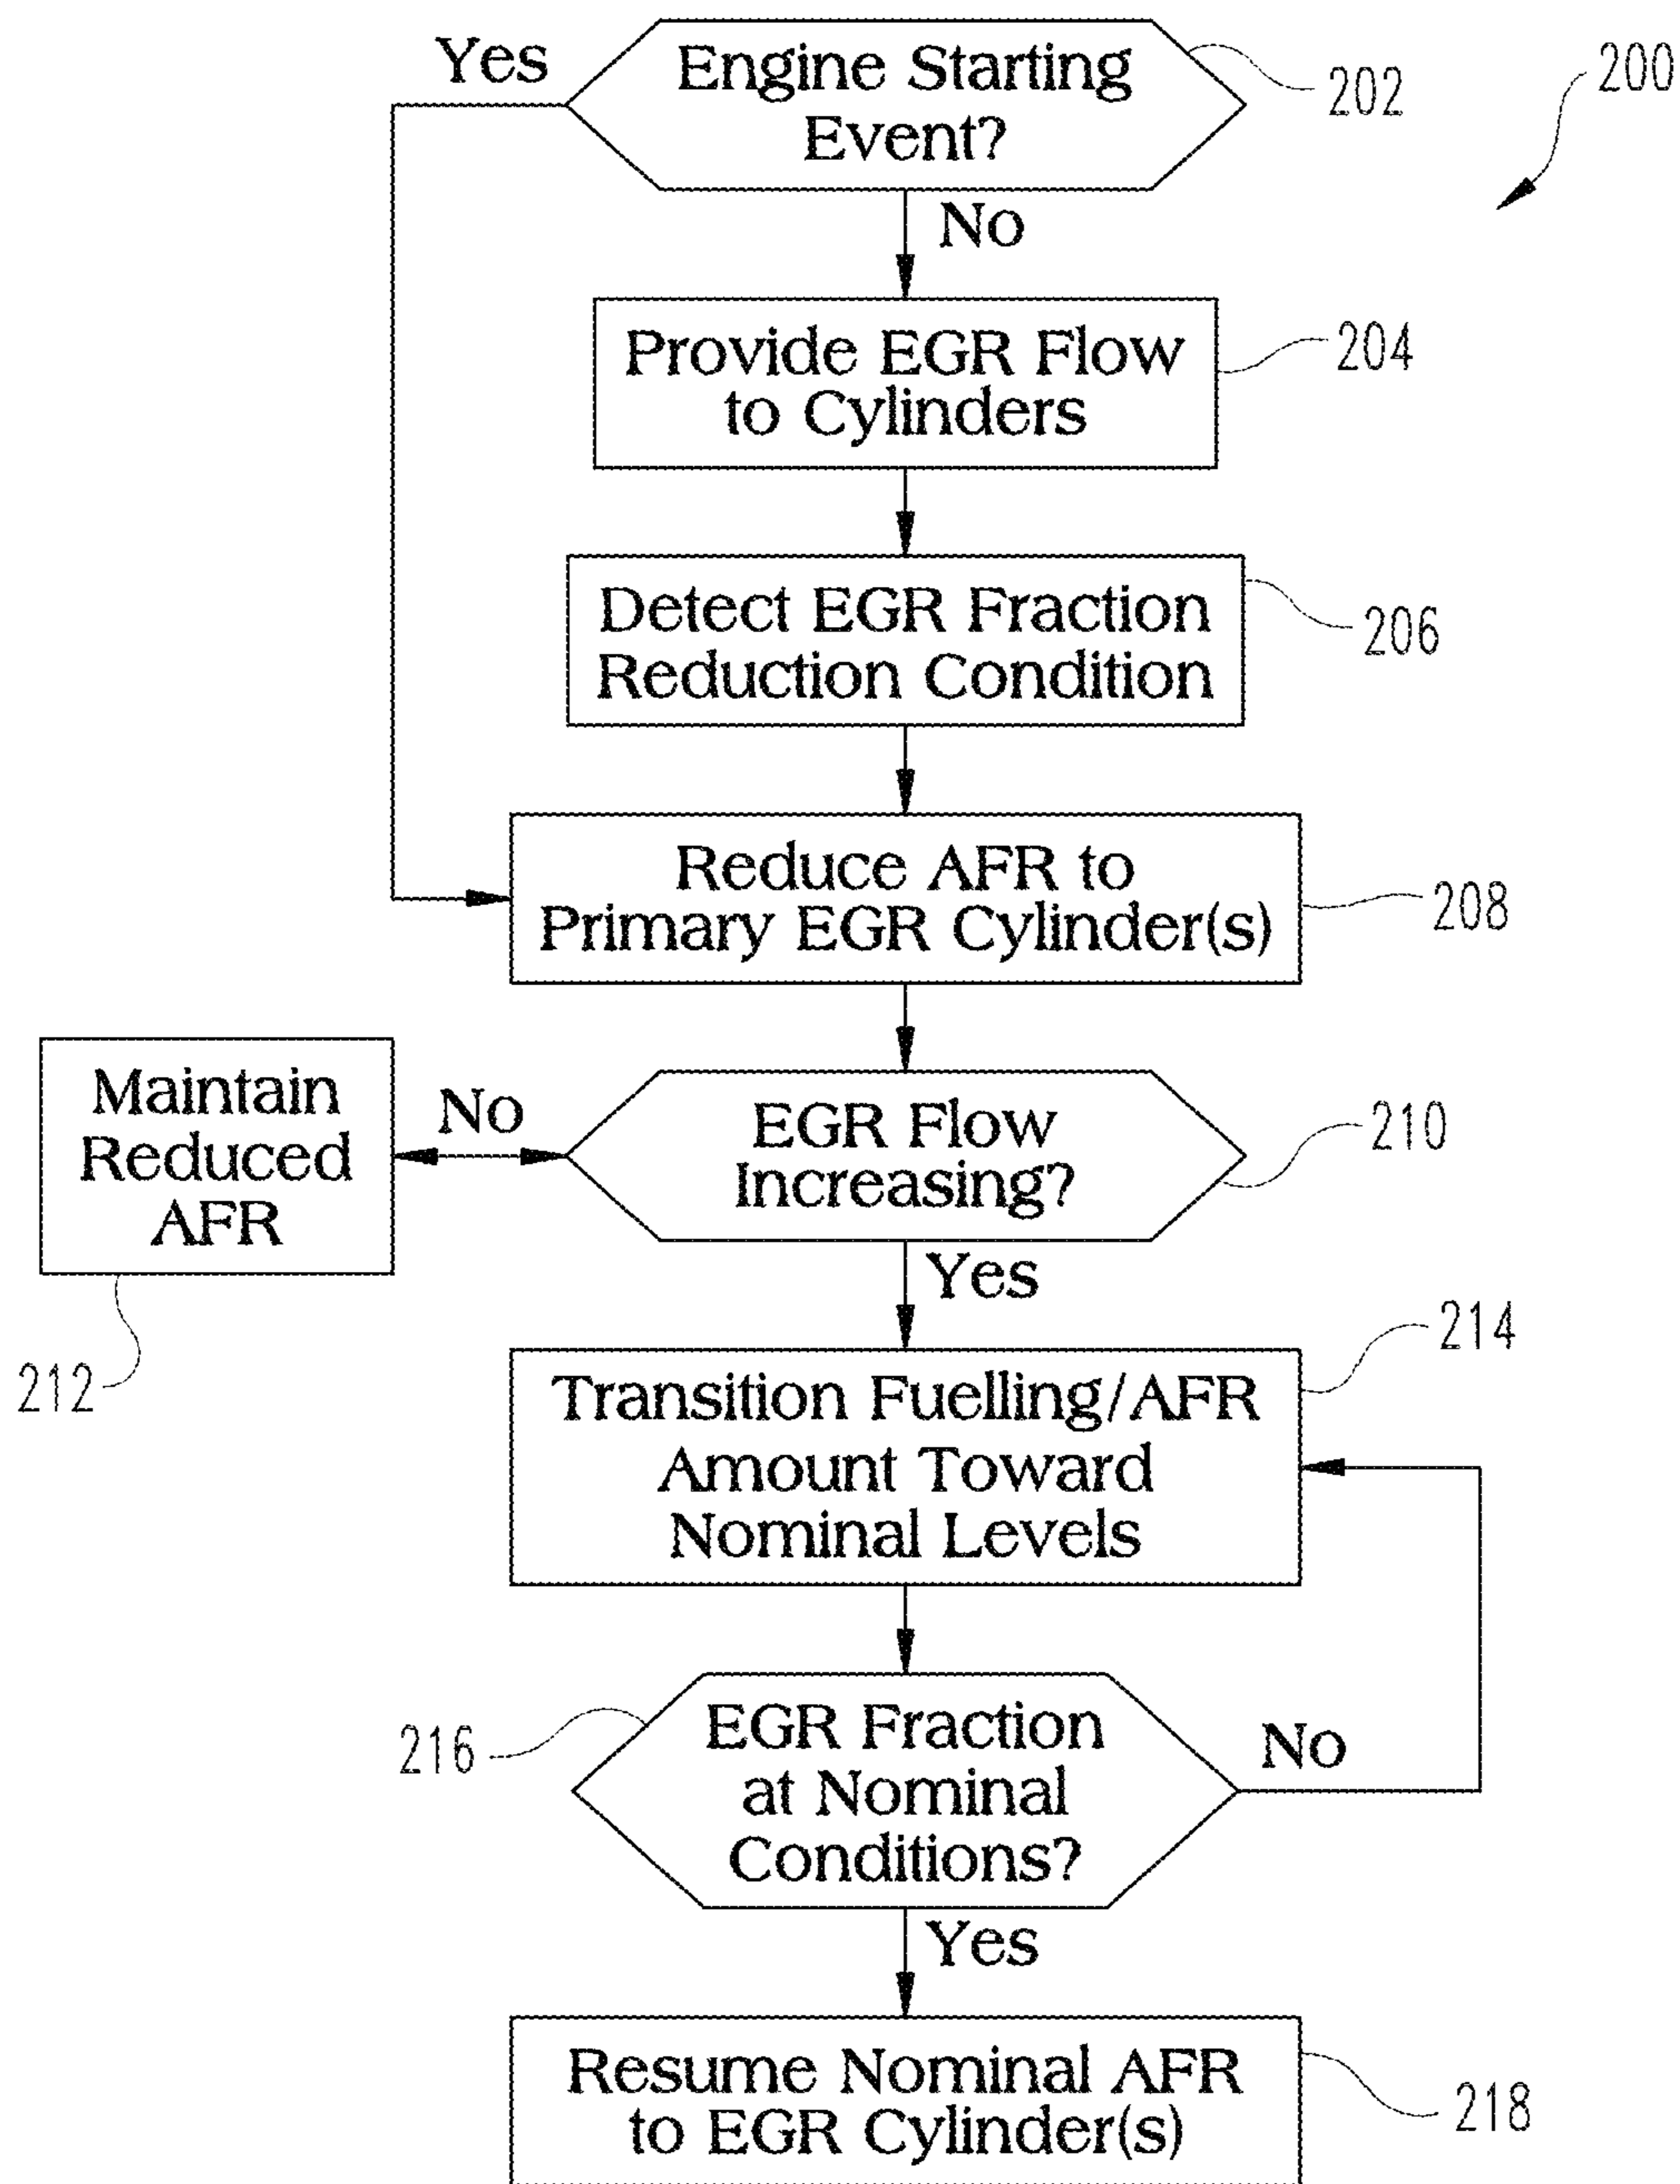 Yes
Engine Starting
Event?
202
200
No
Provide EGR Flow
to Cylinders
204
Detect EGR Fraction
Reduction Condition
206
Reduce AFR to
Primary EGR Cylinder(s)
208
Maintain
Reduced
AFR
212
No
EGR Flow
Increasing?
210
Yes
Transition Fuelling/AFR
Amount Toward
Nominal Levels
214
216
EGR Fraction
at Nominal
Conditions?
No
Yes
Resume Nominal AFR
to EGR Cylinder(s)
218